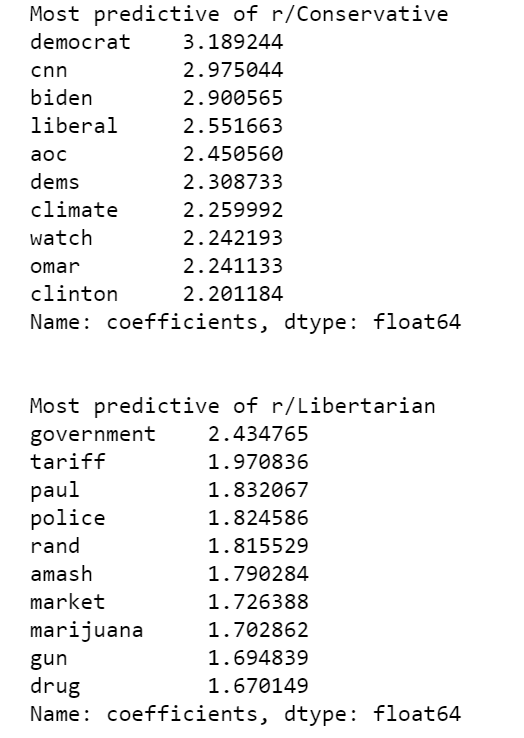 Most predictive of r/Conservative
democrat 3.189244
cnn 2.975044
biden 2.900565
liberal 2.551663
aoc 2.450560
dems 2.308733
climate 2.259992
watch 2.242193
omar 2.241133
clinton 2.201184
Name: coefficients, dtype: float64
Most predictive of r/Libertarian
government 2.434765
tariff 1.970836
paul 1.832067
police 1.824586
rand 1.815529
amash 1.790284
market 1.726388
marijuana 1.702862
gun 1.694839
drug 1.670149
Name: coefficients, dtype: float64